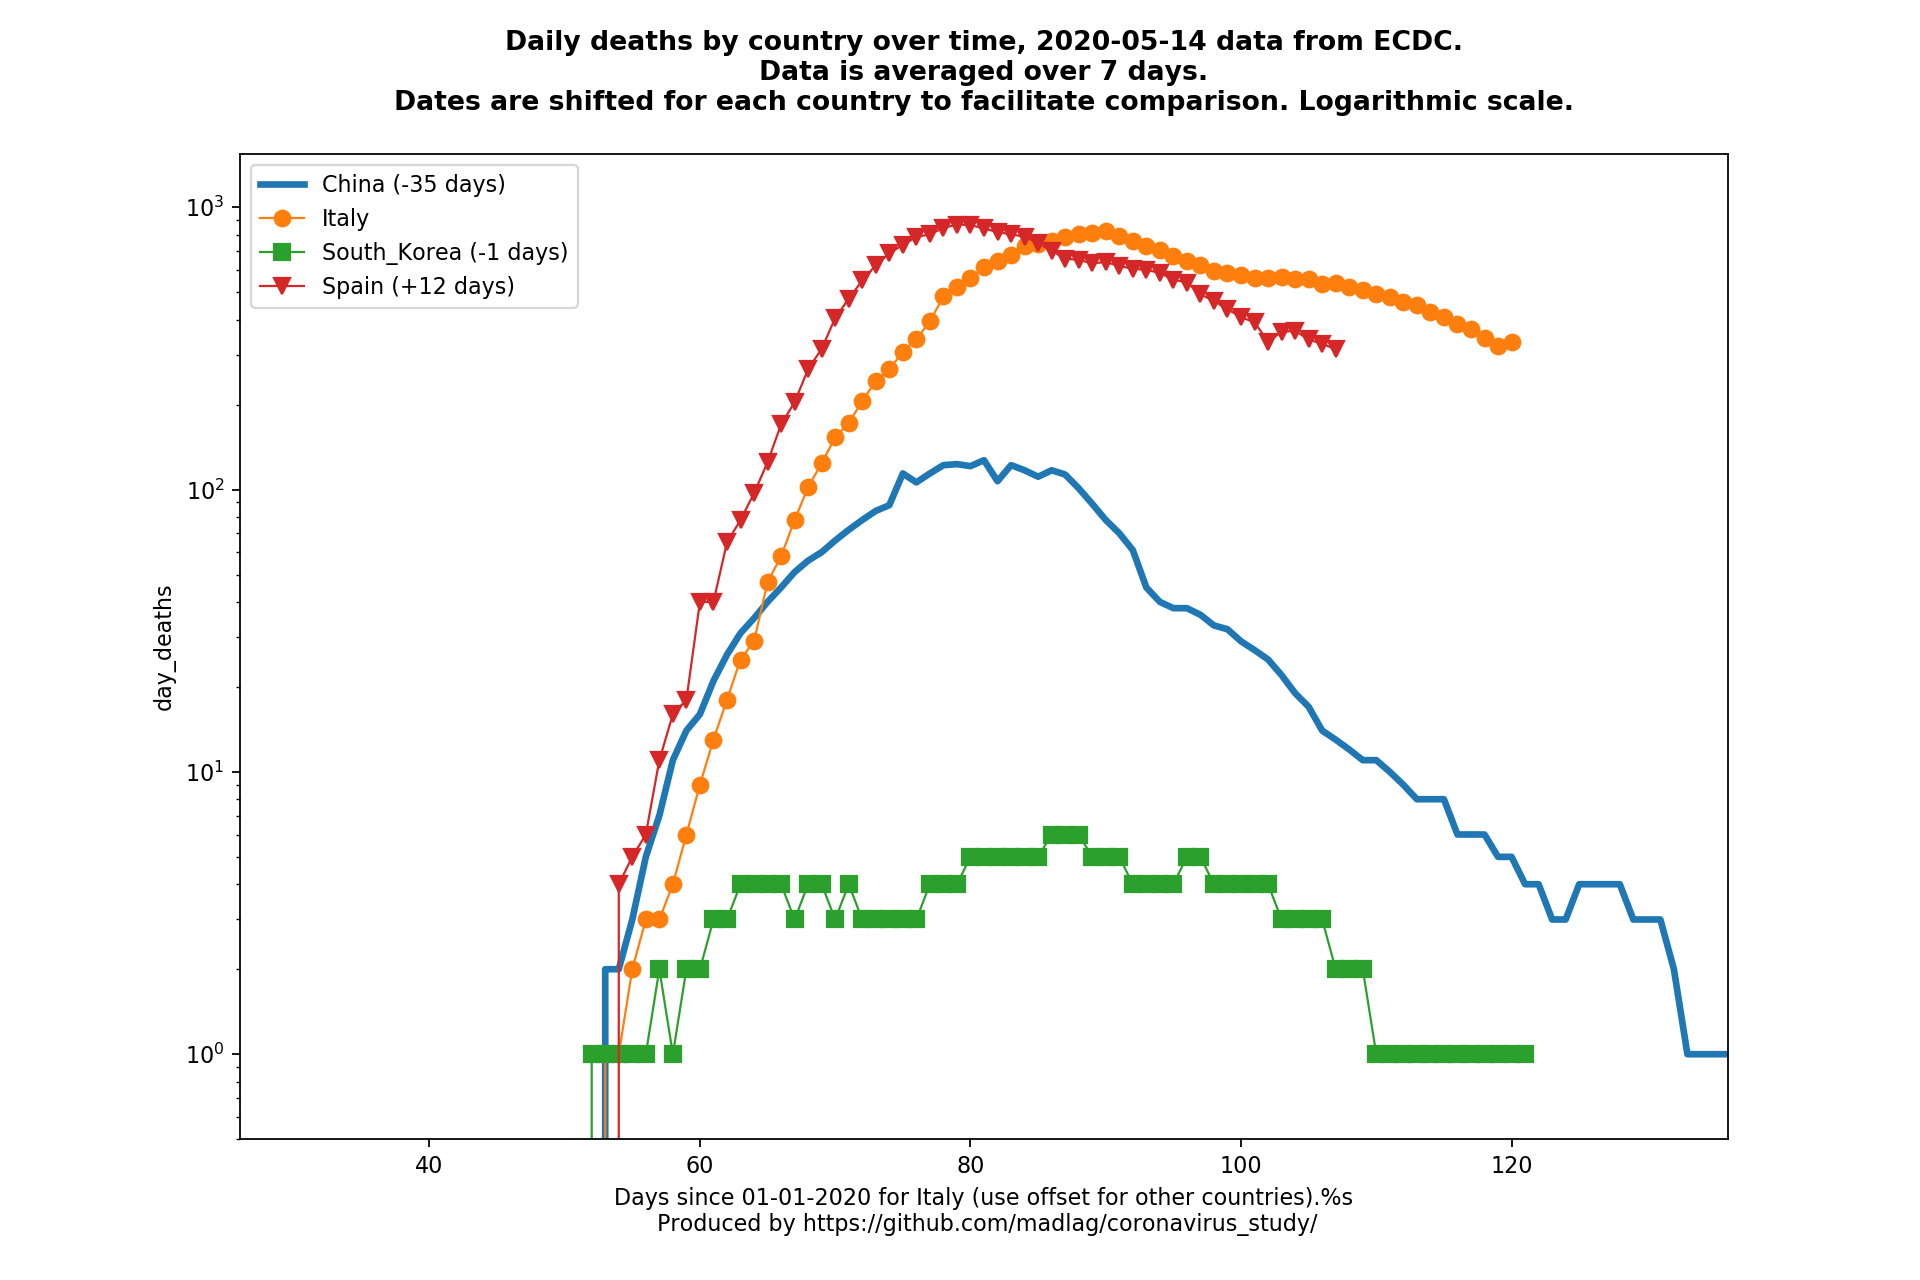 Daily deaths by country over time, 2020-05-14 data from ECDC.
Data is averaged over 7 days.
Dates are shifted for each country to facilitate comparison. Logarithmic scale.
China (-35 days)
Italy
South_Korea (-1 days)
Spain (+12 days)
10³
10²
10¹
10⁰
day_deaths
40 60 80 100 120
Days since 01-01-2020 for Italy (use offset for other countries).%s
Produced by https://github.com/madlag/coronavirus_study/